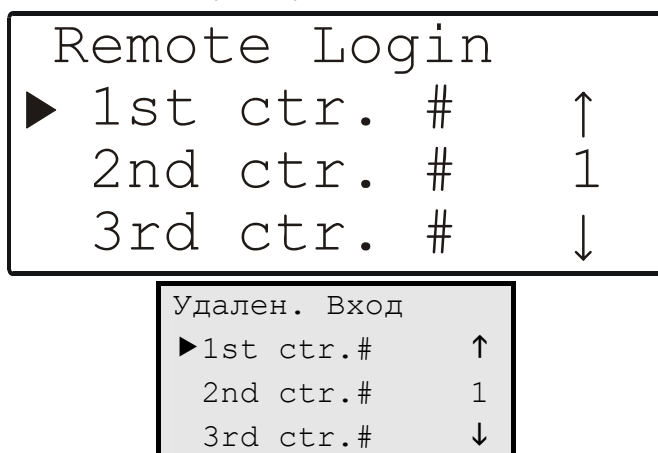 Remote Login
▶ 1st ctr. # ↑
2nd ctr. # 1
3rd ctr. # ↓
Удален. Вход
▶1st ctr.# ↑
2nd ctr.# 1
3rd ctr.# ↓